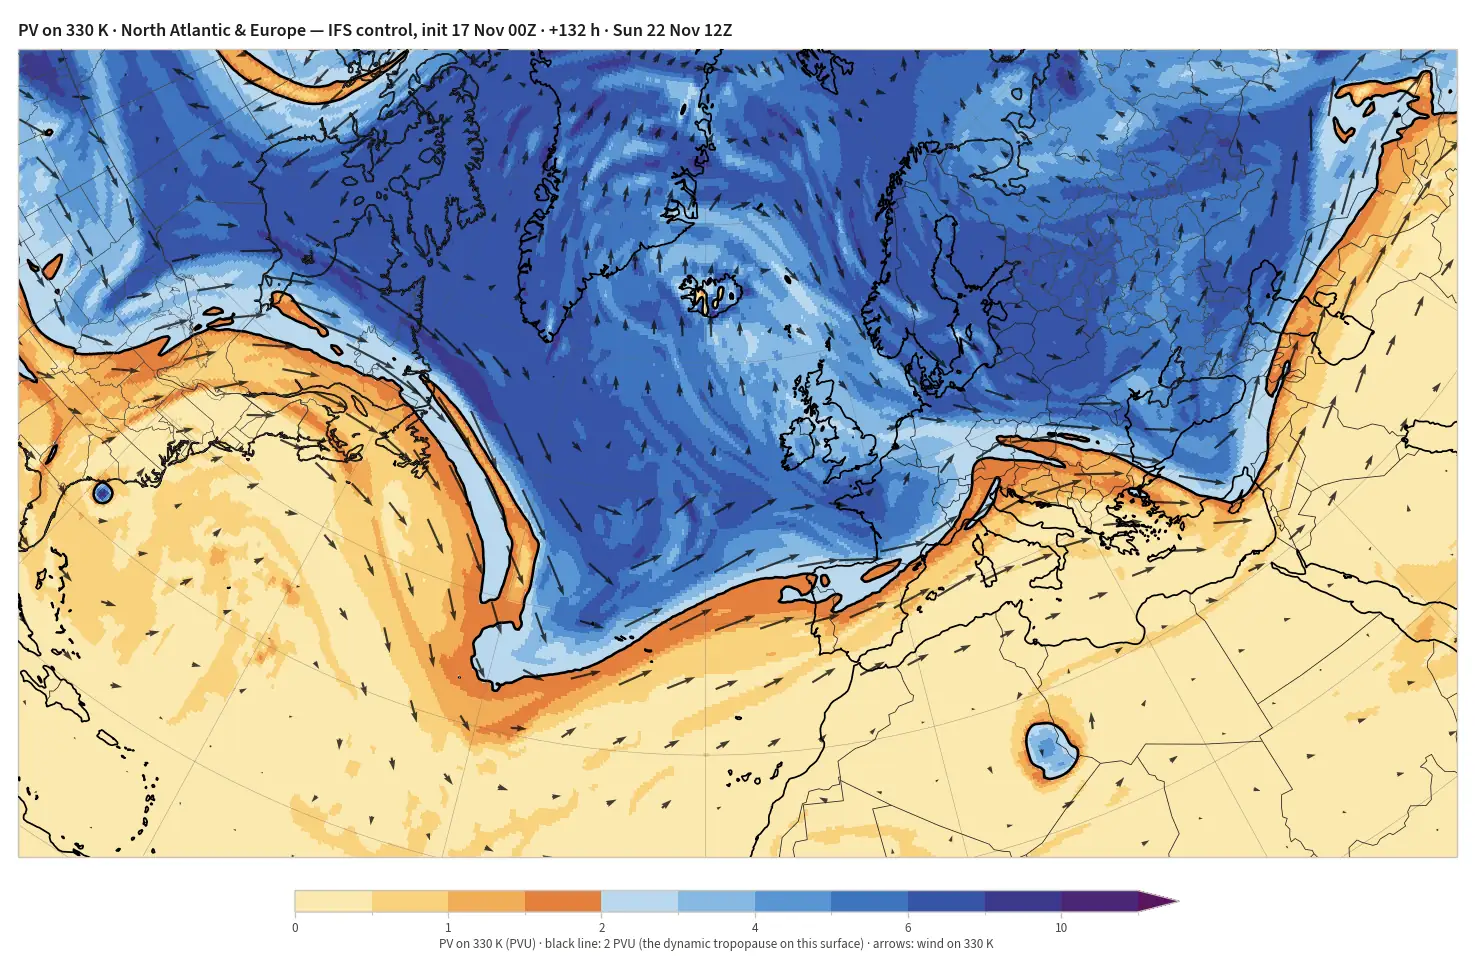 PV on 330 K · North Atlantic & Europe — IFS control, init 17 Nov 00Z · +132 h · Sun 22 Nov 12Z
0 1 2 4 6 10
PV on 330 K (PVU) · black line: 2 PVU (the dynamic tropopause on this surface) · arrows: wind on 330 K